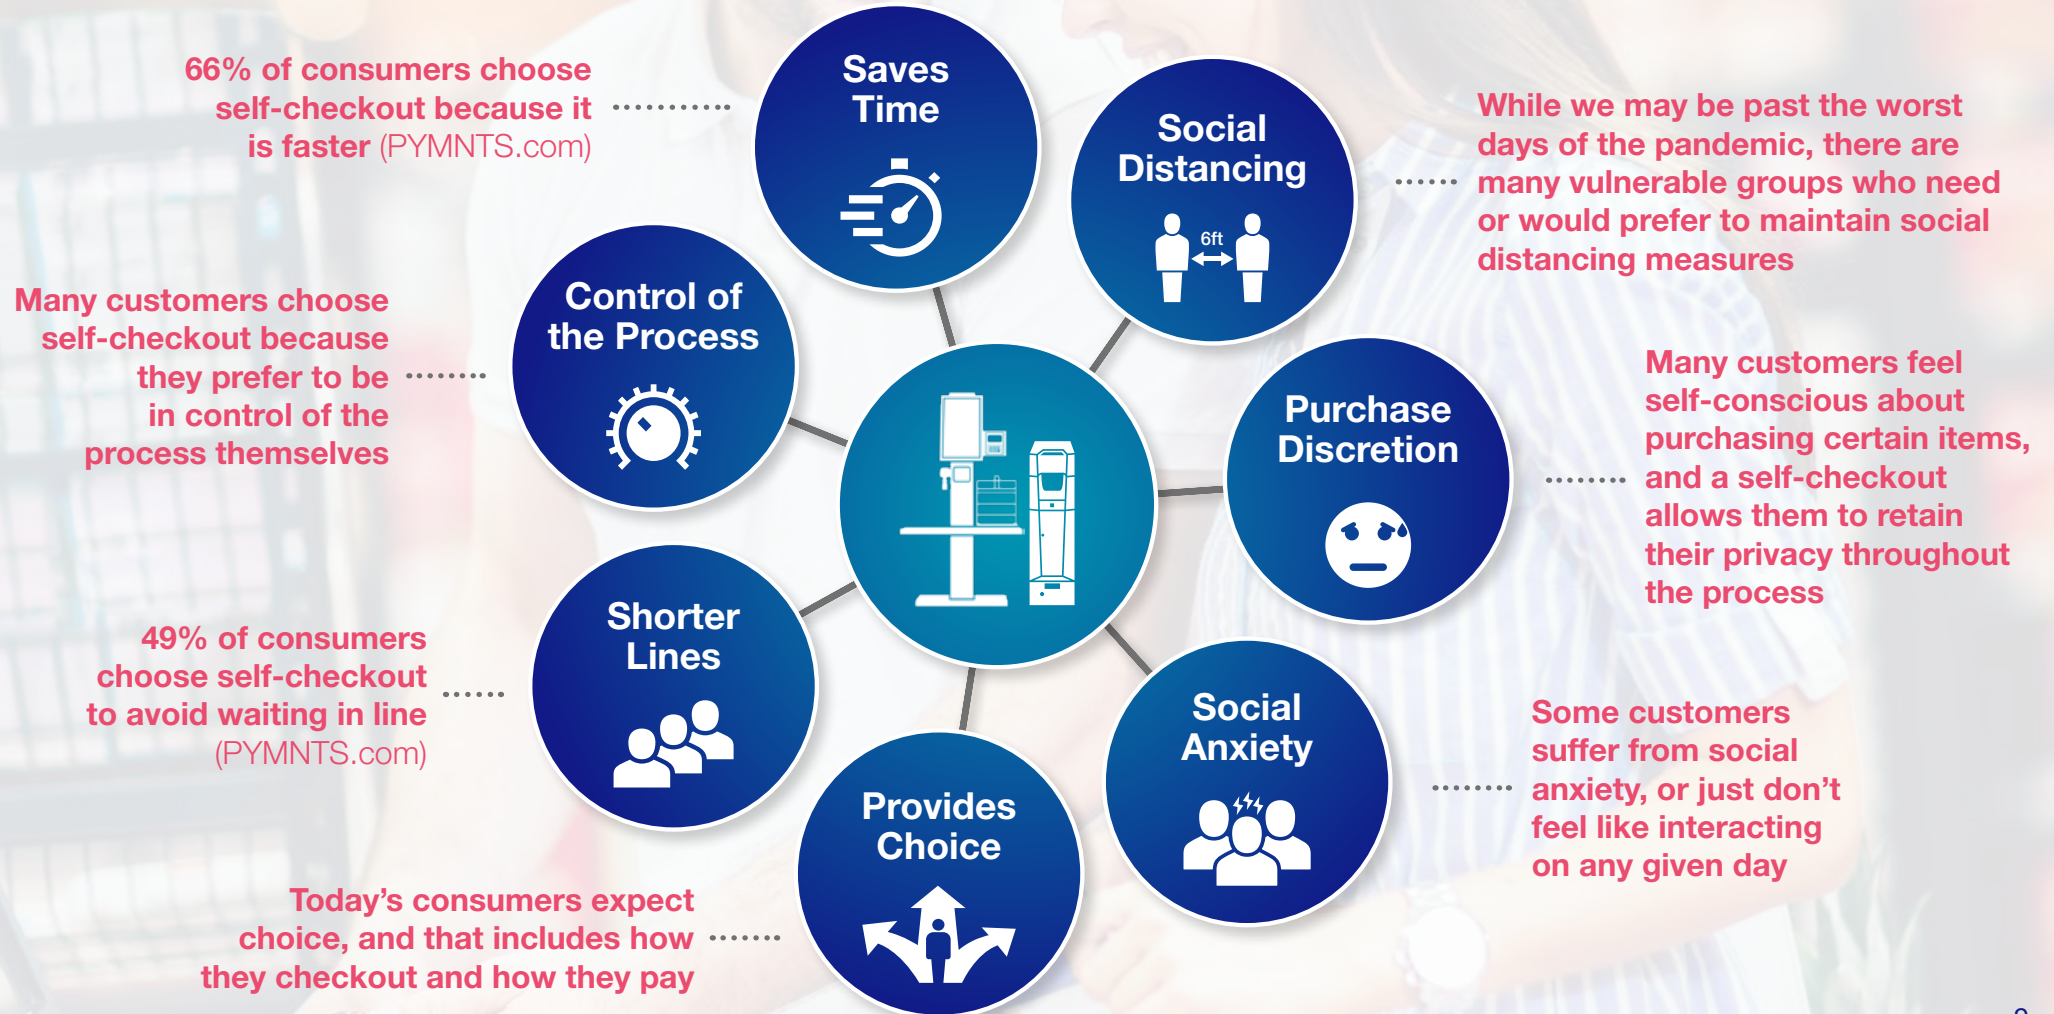 66% of consumers choose
self-checkout because it
is faster (PYMNTS.com)
Saves
Time
Social
Distancing
6ft
While we may be past the worst
days of the pandemic, there are
many vulnerable groups who need
or would prefer to maintain social
distancing measures
Many customers choose
self-checkout because
they prefer to be
in control of the
process themselves
Control of
the Process
Purchase
Discretion
Many customers feel
self-conscious about
purchasing certain items,
and a self-checkout
allows them to retain
their privacy throughout
the process
49% of consumers
choose self-checkout
to avoid waiting in line
(PYMNTS.com)
Shorter
Lines
Social
Anxiety
Some customers
suffer from social
anxiety, or just don’t
feel like interacting
on any given day
Provides
Choice
Today’s consumers expect
choice, and that includes how
they checkout and how they pay